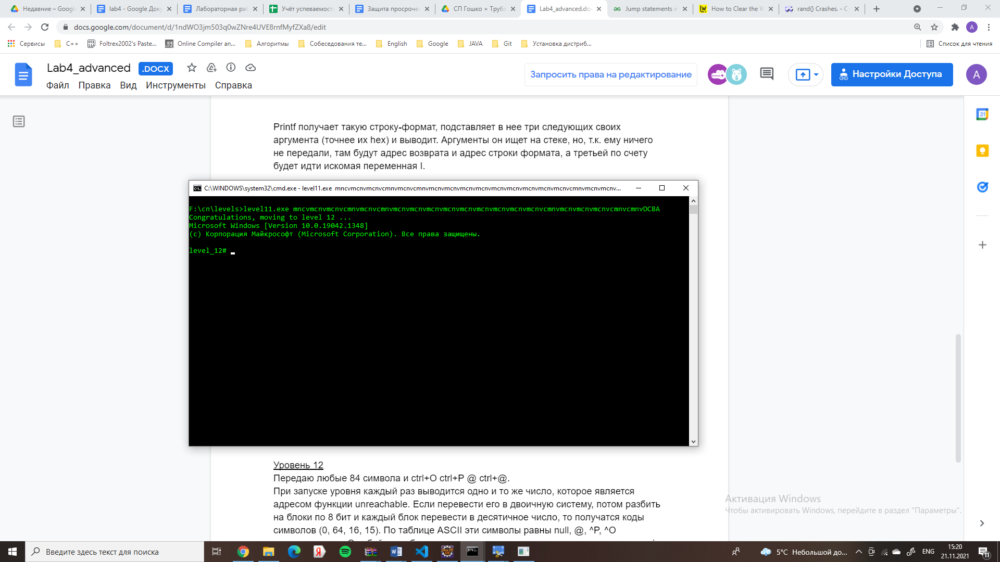 Недавние – Google
lab4 - Google Доку
Лабораторная раб
Учёт успеваемост
Защита просрочен
СП Гошко + Труба
Lab4_advanced.do
Jump statements in
How to Clear the W
rand() Crashes. - C
docs.google.com/document/d/1ndWO3jm503q0wZNre4UVE8rnfMyfZXa8/edit
A
Сервисы
C++
Foltrex2002's Paste...
Online Compiler an...
Алгоритмы
Собеседования те...
English
Google
JAVA
Git
Установка дистриб...
Список для чтения
Lab4_advanced .DOCX
Файл Правка Вид Инструменты Справка
Запросить права на редактирование
Настройки Доступа
A
31
Printf получает такую строку-формат, подставляет в нее три следующих своих
аргумента (точнее их hex) и выводит. Аргументы он ищет на стеке, но, т.к. ему ничего
не передали, там будут адрес возврата и адрес строки формата, а третьей по счету
будет идти искомая переменная I.
C:\WINDOWS\system32\cmd.exe - level11.exe mncvmcnvmcnvcmnvmcnvcmnvmcnvmcnvmcnvmcnvmcnvmcnvmcnvmcnvcmnvmcnvmcnv...
F:\cn\levels>level11.exe mncvmcnvmcnvcmnvmcnvcmnvmcnvmcnvmcnvmcnvmcnvmcnvmcnvmcnvcmnvmcnvmcnvmcnvcmnvcmnvDCBA
Congratulations, moving to level 12 ...
Microsoft Windows [Version 10.0.19042.1348]
(c) Корпорация Майкрософт (Microsoft Corporation). Все права защищены.
level_12#
Уровень 12
Передаю любые 84 символа и ctrl+O ctrl+P @ ctrl+@.
При запуске уровня каждый раз выводится одно и то же число, которое является
адресом функции unreachable. Если перевести его в двоичную систему, потом разбить
на блоки по 8 бит и каждый блок перевести в десятичное число, то получатся коды
символов (0, 64, 16, 15). По таблице ASCII эти символы равны null, @, ^P, ^O
Активация Windows
Чтобы активировать Windows, перейдите в раздел "Параметры".
Введите здесь текст для поиска
5°C Небольшой до...
ENG
15:20
21.11.2021
11